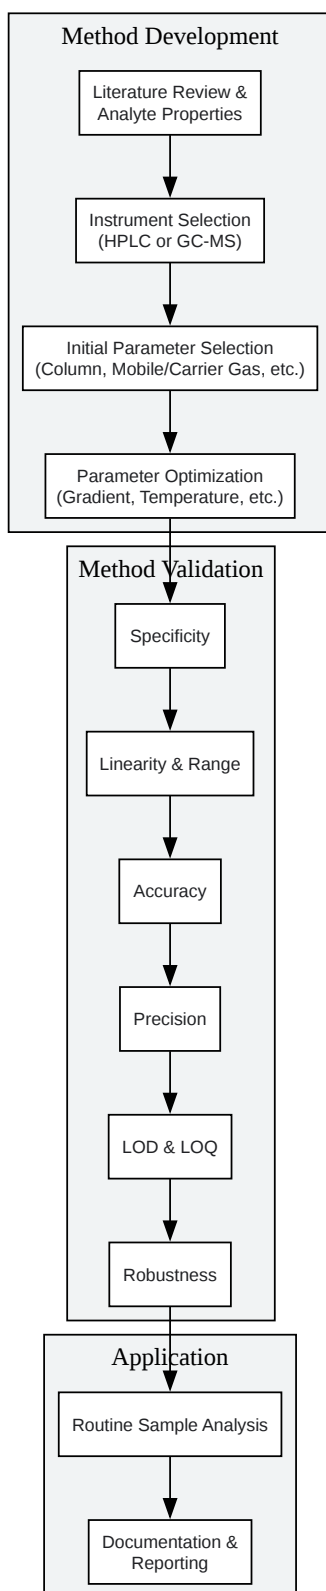 Method Development
Literature Review &
Analyte Properties
Instrument Selection
(HPLC or GC-MS)
Initial Parameter Selection
(Column, Mobile/Carrier Gas, etc.)
Parameter Optimization
(Gradient, Temperature, etc.)
Method Validation
Specificity
Linearity & Range
Accuracy
Precision
LOD & LOQ
Robustness
Application
Routine Sample Analysis
Documentation &
Reporting